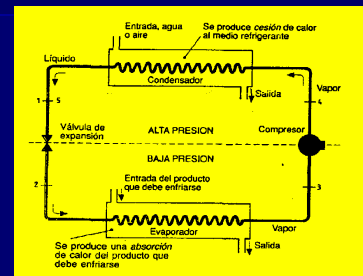 Entrada, agua
o aire
Se produce cesión de calor
al medio refrigerante
Líquido
Condensador
Salida
Vapor
1
5
4
Válvula de
expansión
ALTA PRESION
Compresor
BAJA PRESION
2
Entrada del producto
que debe enfriarse
3
Evaporador
Vapor
Salida
Se produce una absorción
de calor del producto que
debe enfriarse